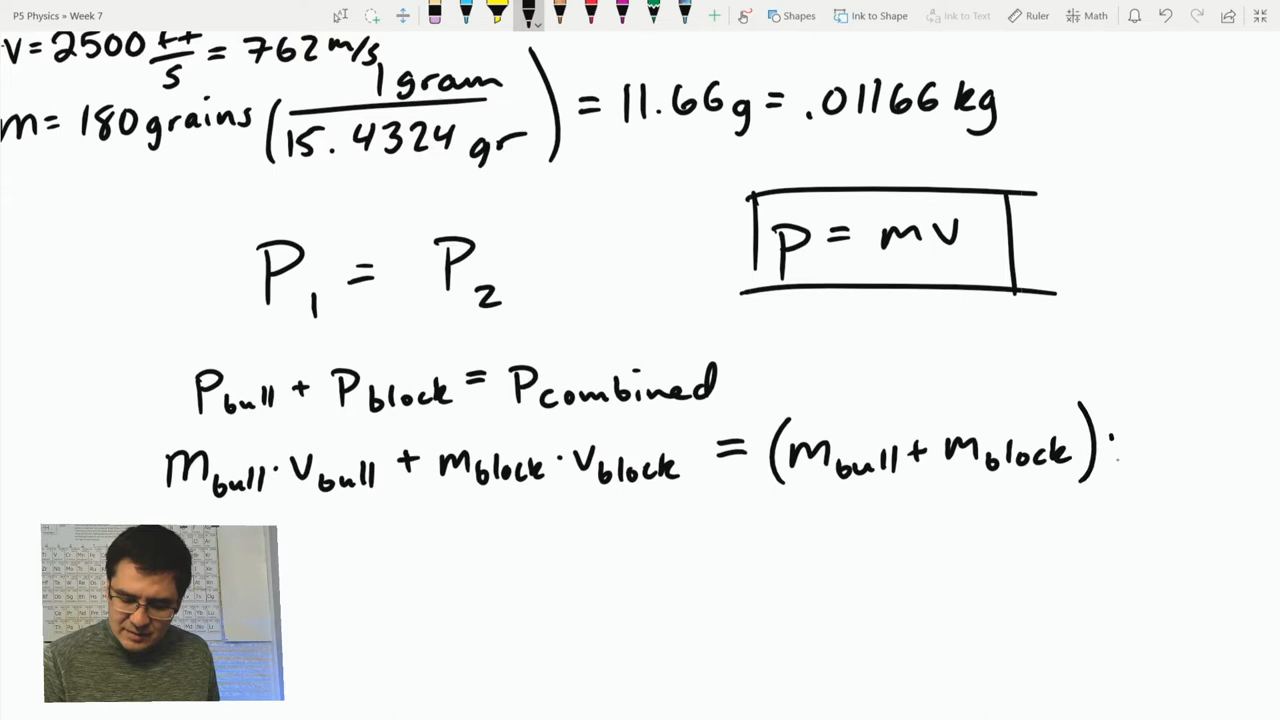 P5 Physics » Week 7
Shapes Ink to Shape Ink to Text Ruler Math
v = 2500 ft/s = 762 m/s
m = 180 grains (1 gram / 15.4324 gr) = 11.66 g = .01166 kg
P1 = P2
p = mv
Pbull + Pblock = Pcombined
mbull · vbull + mblock · vblock = (mbull + mblock) ·